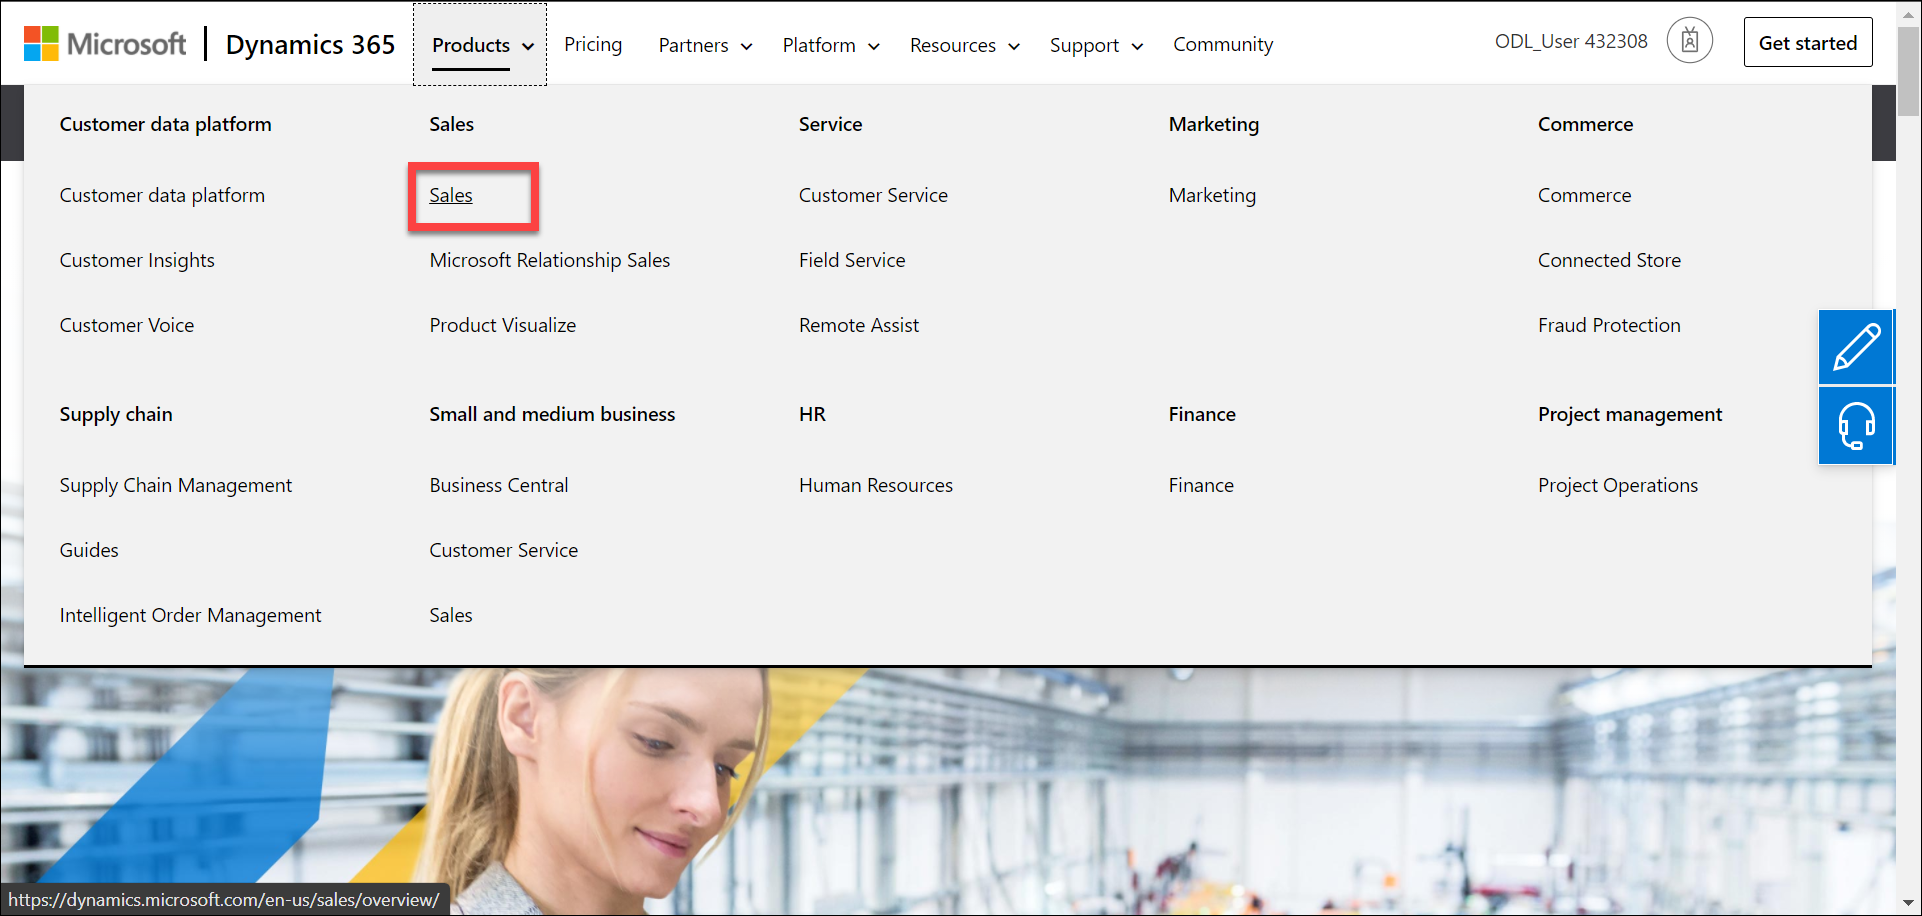 Microsoft | Dynamics 365 Products Pricing Partners Platform Resources Support Community ODL_User 432308 Get started
Customer data platform
Customer data platform
Customer Insights
Customer Voice
Sales
Sales
Microsoft Relationship Sales
Product Visualize
Service
Customer Service
Field Service
Remote Assist
Marketing
Marketing
Commerce
Commerce
Connected Store
Fraud Protection
Supply chain
Supply Chain Management
Guides
Intelligent Order Management
Small and medium business
Business Central
Customer Service
Sales
HR
Human Resources
Finance
Finance
Project management
Project Operations
https://dynamics.microsoft.com/en-us/sales/overview/